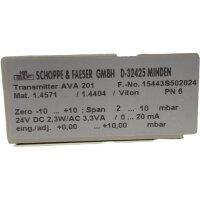 SCHOPPE & FAESER GMBH D-32425 MINDEN
Transmitter AVA 201 F.-No. 15443S502024
Mat. 1.4571 / 1.4404 / Viton PN 6
Zero -10 ... +10 ; Span 2 ... 10 mbar
24V DC 2,3W/AC 3,3VA 0 ... 20 mA
eing./adj. +0,00 ... +10,00 mbar